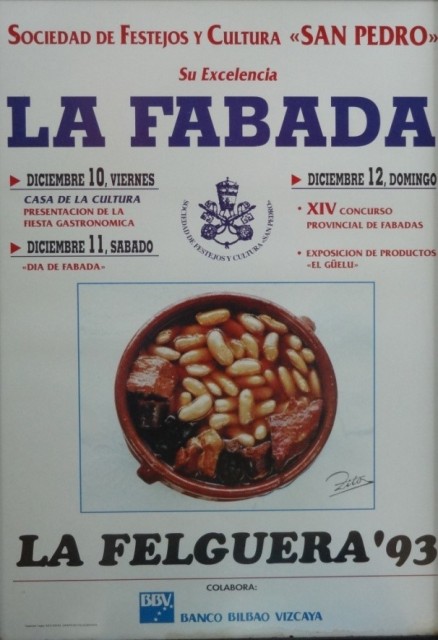 SOCIEDAD DE FESTEJOS Y CULTURA «SAN PEDRO»
Su Excelencia
LA FABADA
DICIEMBRE 10, VIERNES
CASA DE LA CULTURA
PRESENTACION DE LA
FIESTA GASTRONOMICA
DICIEMBRE 11, SABADO
«DIA DE FABADA»
SOCIEDAD DE FESTEJOS Y CULTURA «SAN PEDRO»
DICIEMBRE 12, DOMINGO
• XIV CONCURSO
PROVINCIAL DE FABADAS
• EXPOSICION DE PRODUCTOS
«EL GÜELU»
LA FELGUERA '93
COLABORA:
BBV
BANCO BILBAO VIZCAYA